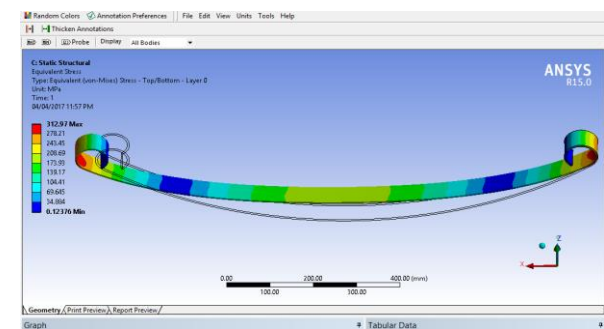 Random Colors Annotation Preferences File Edit View Units Tools Help
Thicken Annotations
Probe Display All Bodies
C: Static Structural
Equivalent Stress
Type: Equivalent (von-Mises) Stress - Top/Bottom - Layer 0
Unit: MPa
Time: 1
04/04/2017 11:57 PM
ANSYS
R15.0
312.97 Max
278.21
243.45
208.69
173.93
139.17
104.41
69.645
34.884
0.12376 Min
Z
X
0.00 200.00 400.00 (mm)
100.00 300.00
Geometry Print Preview Report Preview
Graph Tabular Data